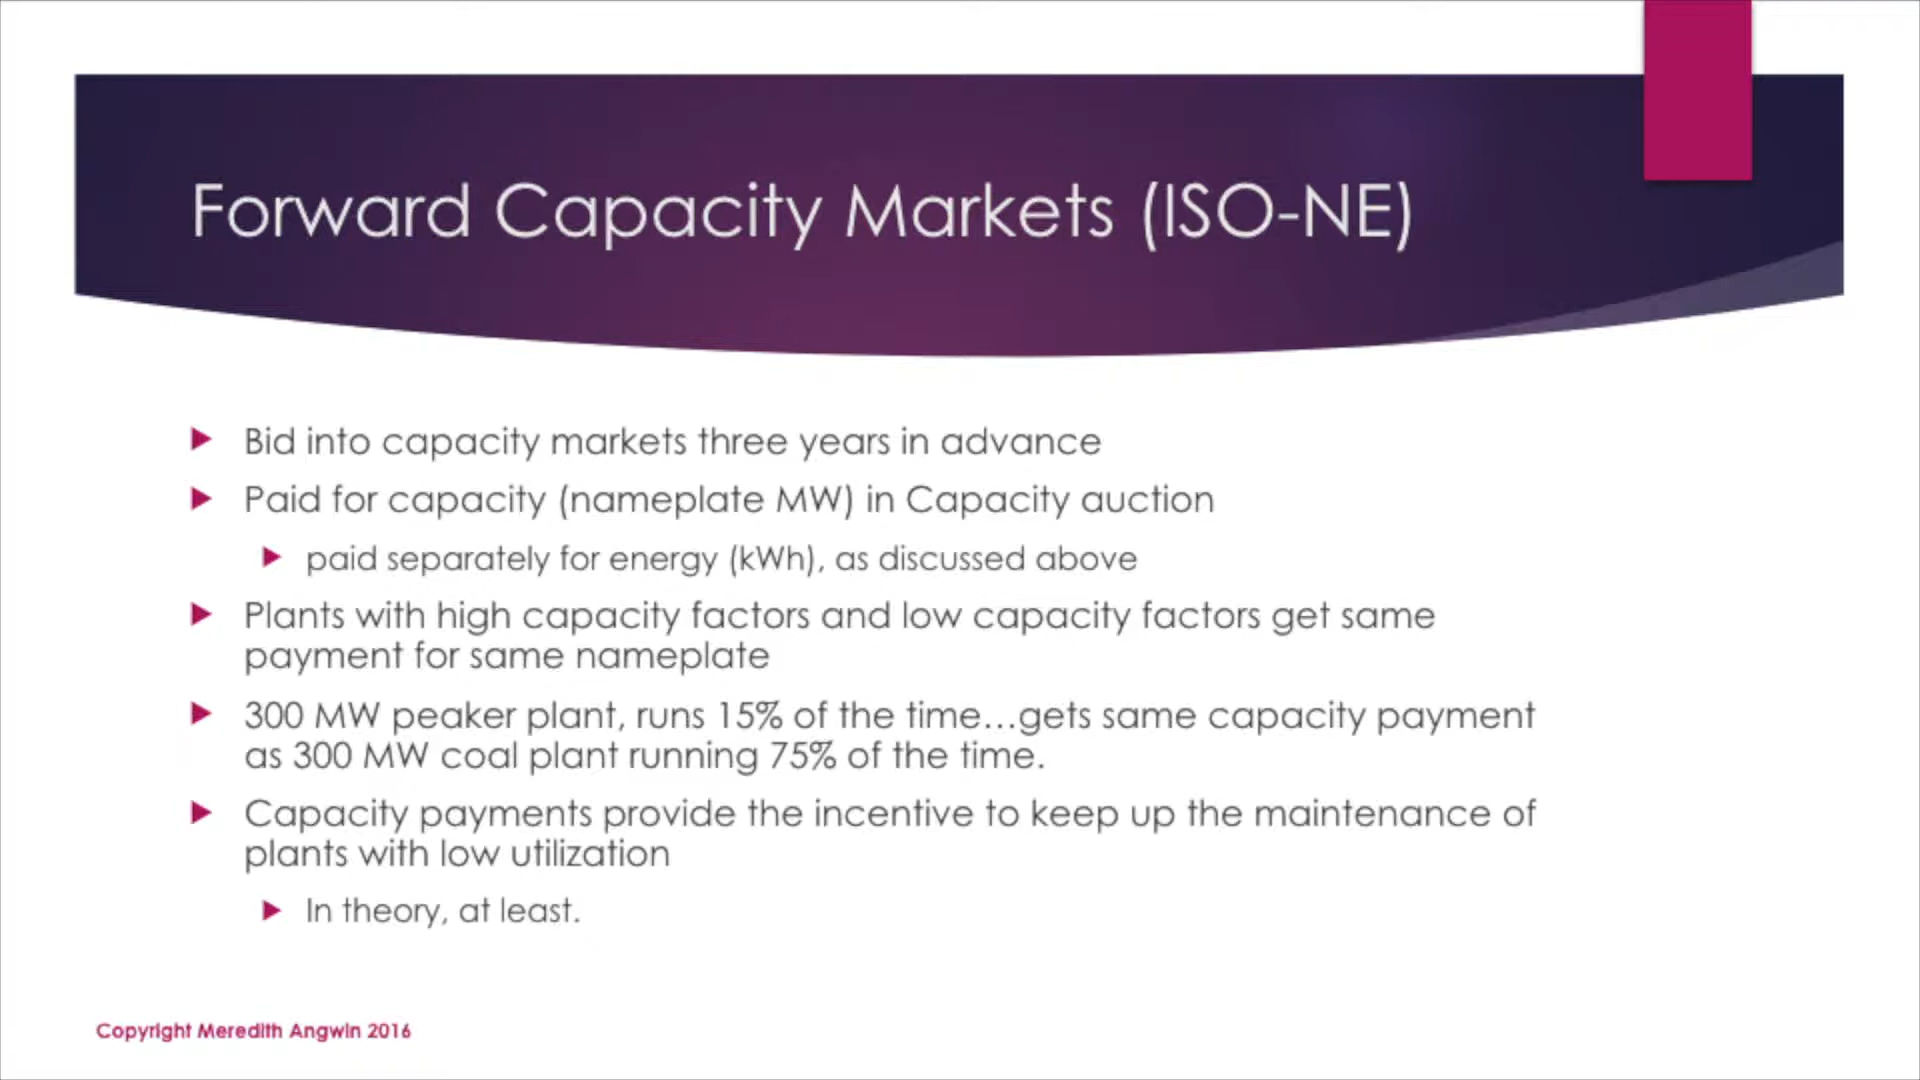 Forward Capacity Markets (ISO-NE)
Bid into capacity markets three years in advance
Paid for capacity (nameplate MW) in Capacity auction
paid separately for energy (kWh), as discussed above
Plants with high capacity factors and low capacity factors get same
payment for same nameplate
300 MW peaker plant, runs 15% of the time...gets same capacity payment
as 300 MW coal plant running 75% of the time.
Capacity payments provide the incentive to keep up the maintenance of
plants with low utilization
In theory, at least.
Copyright Meredith Angwin 2016